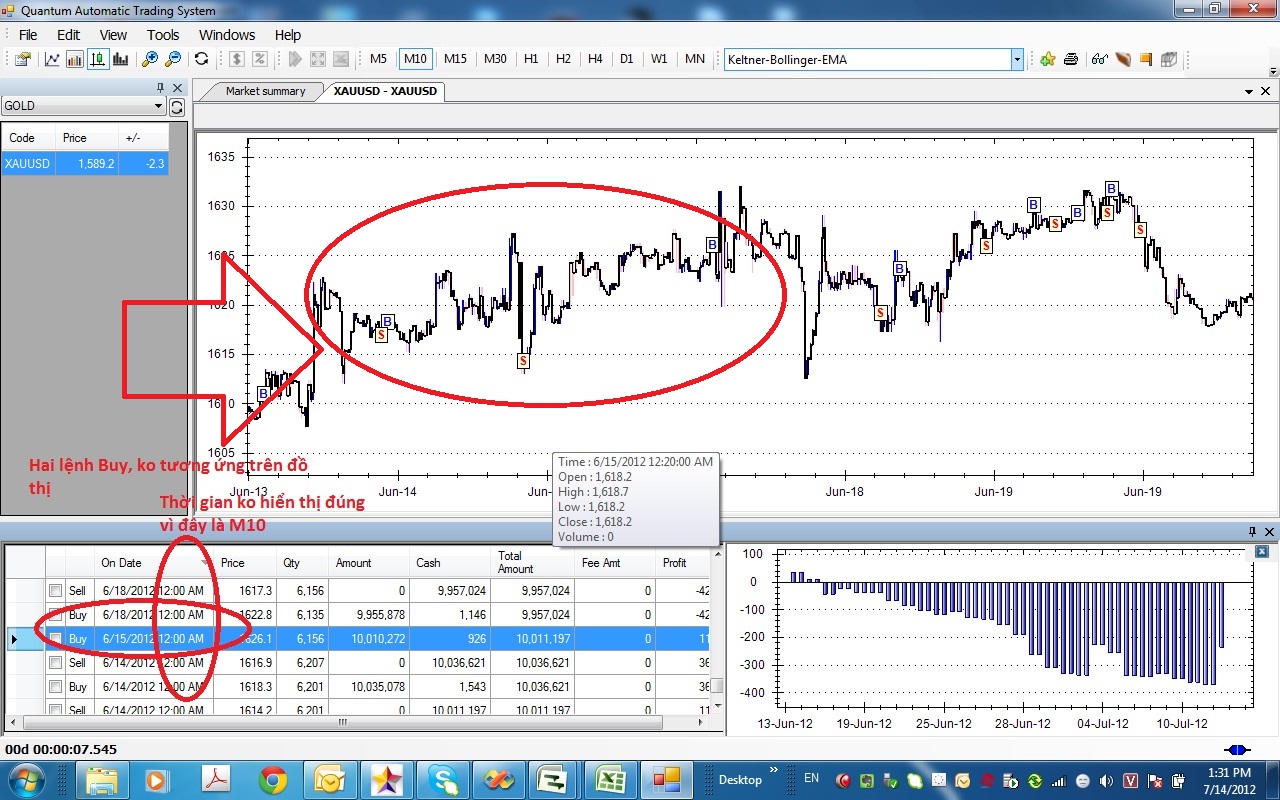 Quantum Automatic Trading System
File Edit View Tools Windows Help
M5 M10 M15 M30 H1 H2 H4 D1 W1 MN Keltner-Bollinger-EMA
GOLD
Market summary XAUUSD - XAUUSD
Code Price +/-
XAUUSD 1,589.2 -2.3
1635
1630
1625
1620
1615
1610
1605
B
S
B
S
B
S
B
S
B
S
B
S
B
S
Jun-13 Jun-14 Jun-18 Jun-19 Jun-19
Hai lệnh Buy, ko tương ứng trên đồ
thị
Thời gian ko hiển thị đúng
vì đây là M10
Time : 6/15/2012 12:20:00 AM
Open : 1,618.2
High : 1,618.7
Low : 1,618.2
Close : 1,618.2
Volume : 0
On Date Price Qty Amount Cash Total Amount Fee Amt Profit
Sell 6/18/2012 12:00 AM 1617.3 6,156 0 9,957,024 9,957,024 0 -42
Buy 6/18/2012 12:00 AM 1622.8 6,135 9,955,878 1,146 9,957,024 0 -42
Buy 6/15/2012 12:00 AM 1626.1 6,156 10,010,272 926 10,011,197 0 11
Sell 6/14/2012 12:00 AM 1616.9 6,207 0 10,036,621 10,036,621 0 36
Buy 6/14/2012 12:00 AM 1618.3 6,201 10,035,078 1,543 10,036,621 0 36
Sell 6/14/2012 12:00 AM 1614.2 6,201 0 10,011,197 10,011,197 0 11
100
0
-100
-200
-300
-400
13-Jun-12 19-Jun-12 25-Jun-12 28-Jun-12 04-Jul-12 10-Jul-12
00d 00:00:07.545
Desktop » EN 1:31 PM
7/14/2012